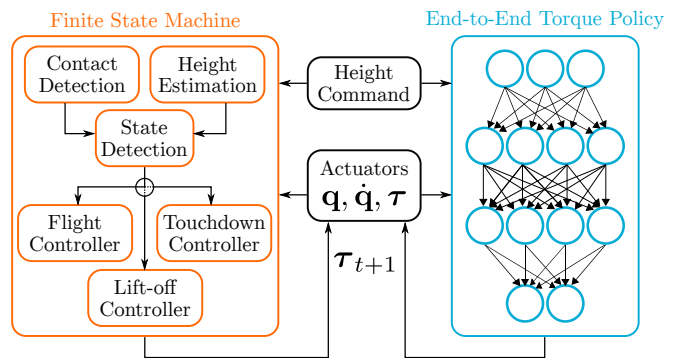 Finite State Machine
End-to-End Torque Policy
Contact
Detection
Height
Estimation
State
Detection
Flight
Controller
Touchdown
Controller
Lift-off
Controller
Height
Command
Actuators
q, q̇, τ
τ_{t+1}